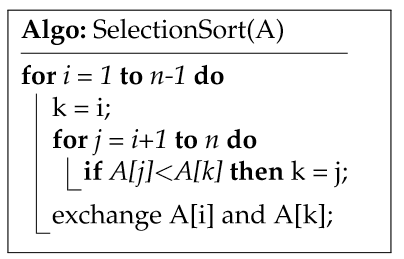 Algo: SelectionSort(A)
for i = 1 to n-1 do
k = i;
for j = i+1 to n do
if A[j]<A[k] then k = j;
exchange A[i] and A[k];